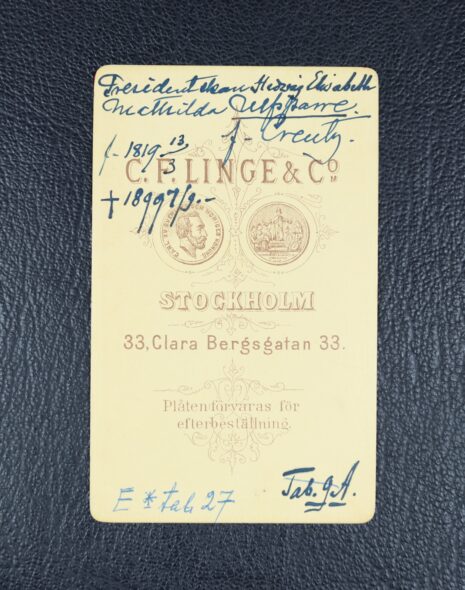 Presidentskan Hedvig Elisabeth
Mathilda Ulfsparre.
f. Creutz.
f. 1819 13/3
C. F. LINGE & Co
M
† 1899 7/9.-
STOCKHOLM
33, Clara Bergsgatan 33.
Plåten förvaras för
efterbeställning.
E * tab 27
Tab. 9 A.